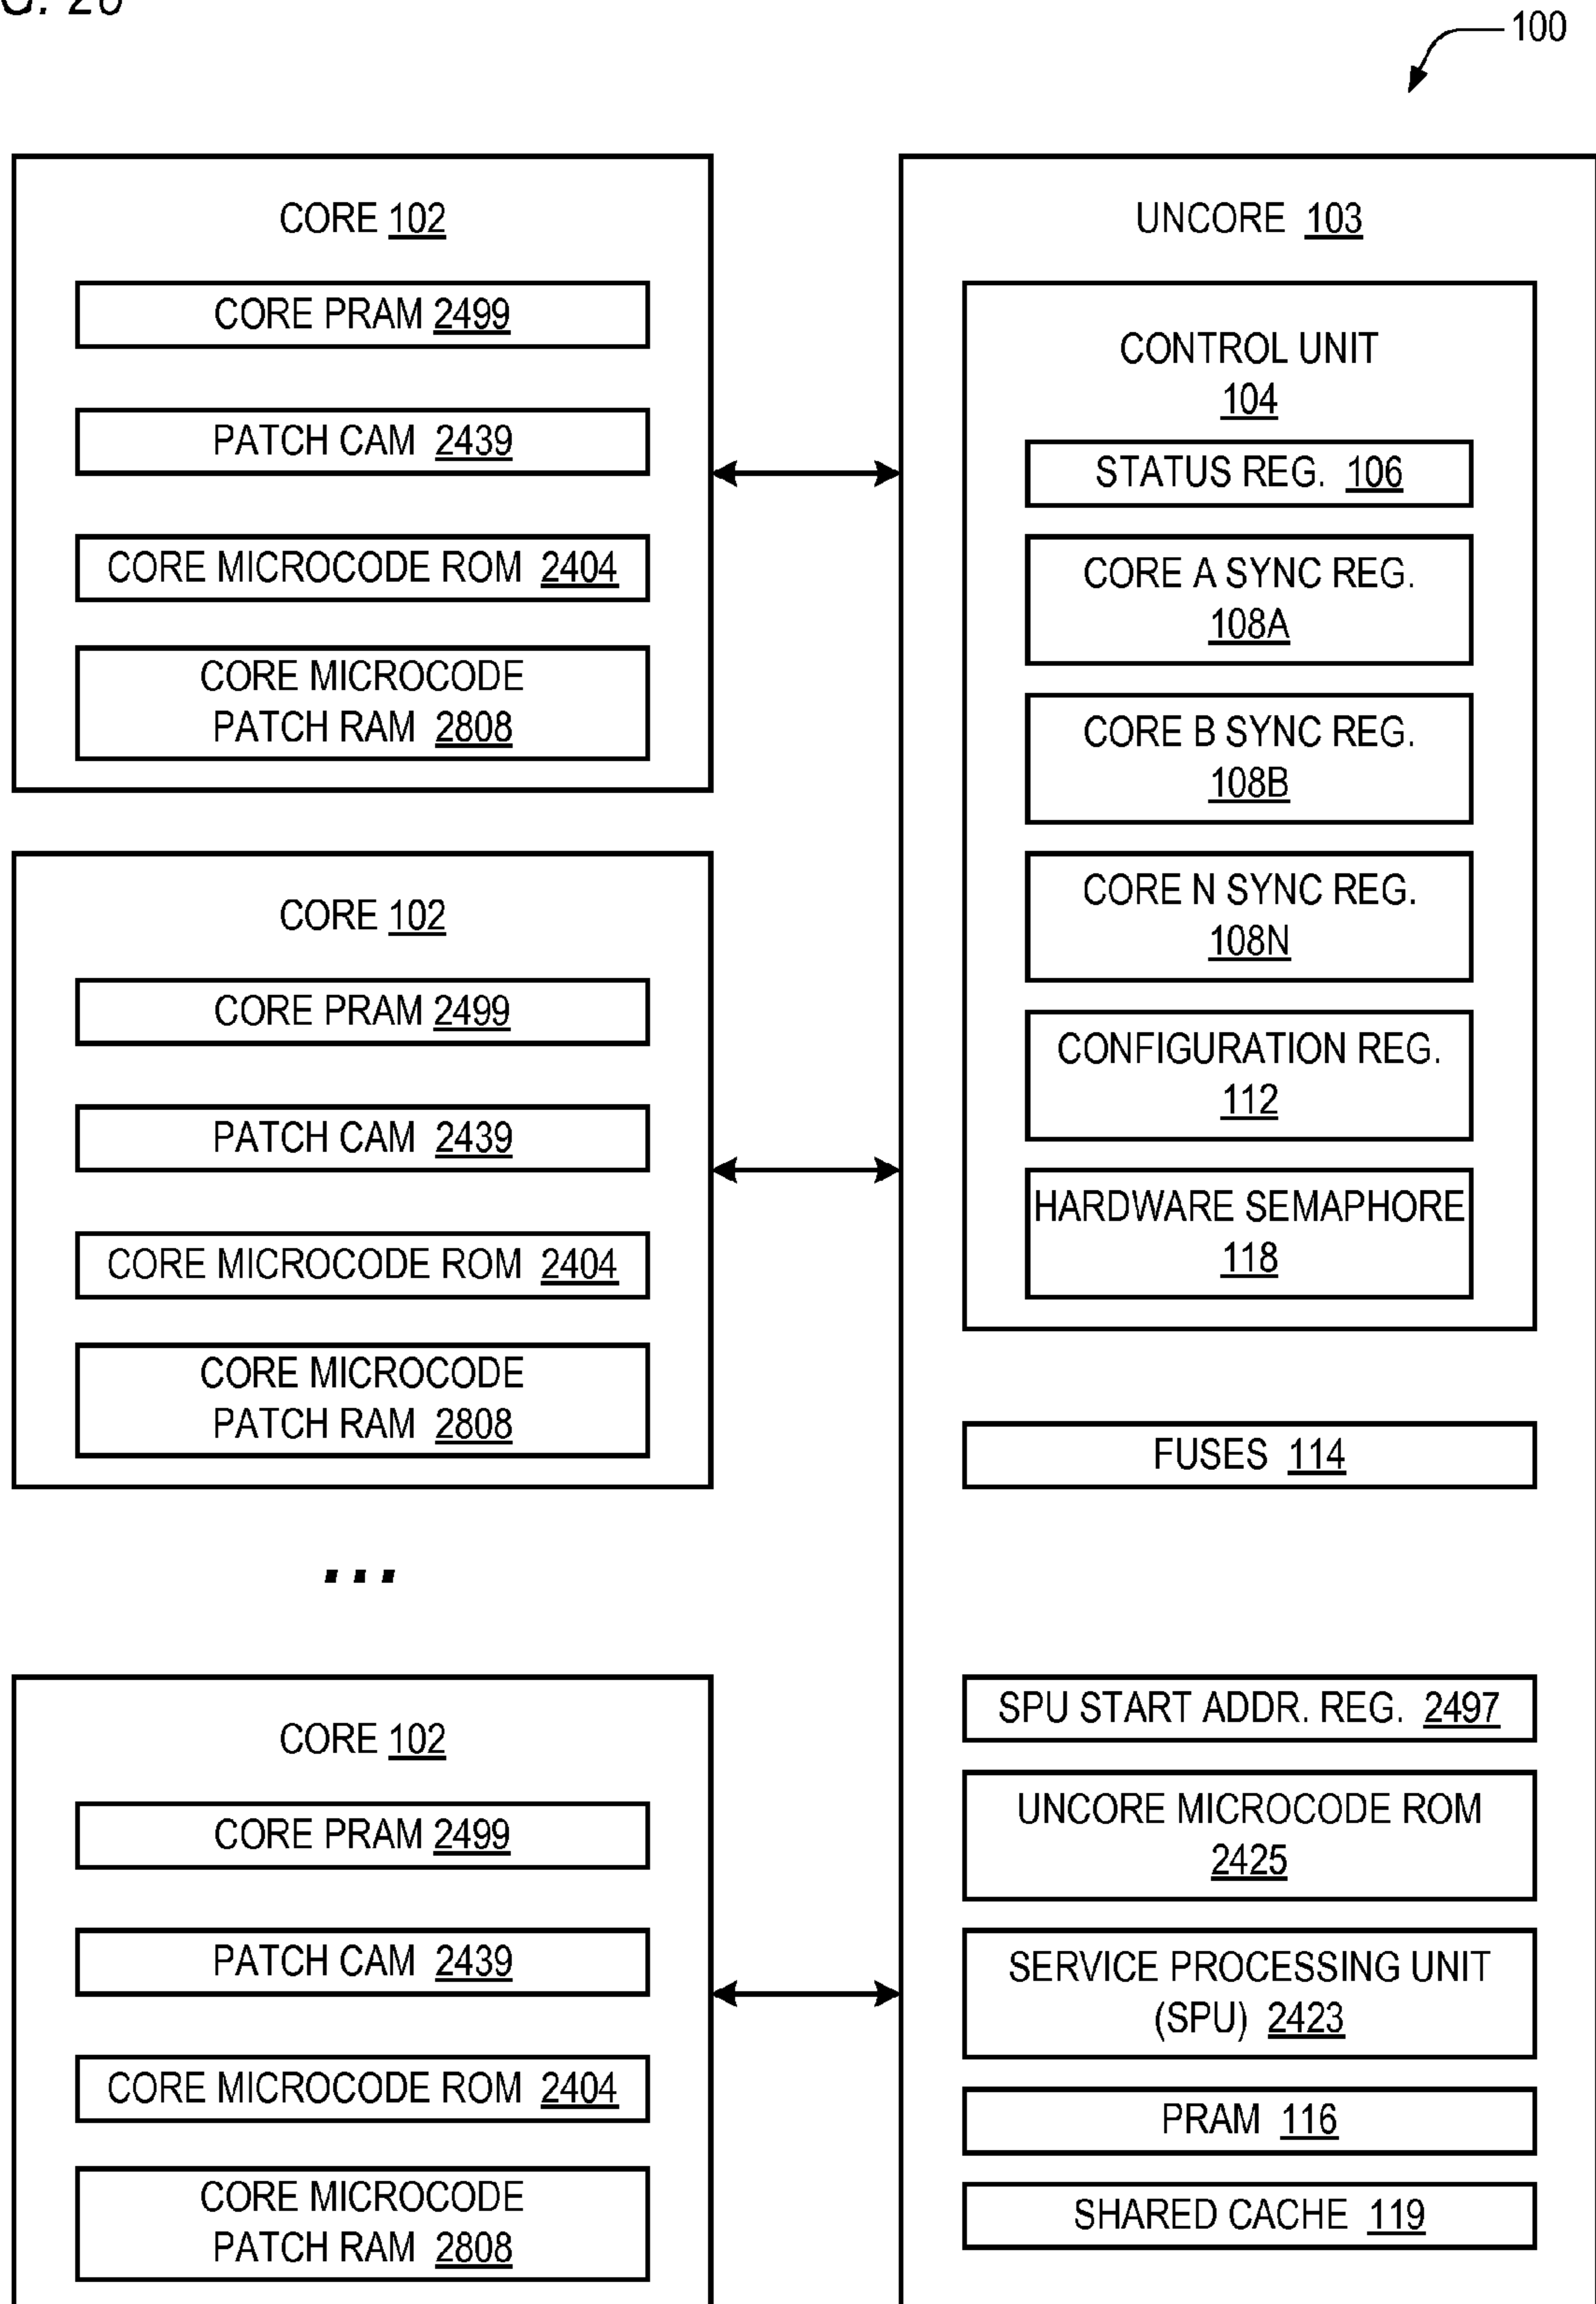 G. 28
100
CORE 102
CORE PRAM 2499
PATCH CAM 2439
CORE MICROCODE ROM 2404
CORE MICROCODE
PATCH RAM 2808
CORE 102
CORE PRAM 2499
PATCH CAM 2439
CORE MICROCODE ROM 2404
CORE MICROCODE
PATCH RAM 2808
...
CORE 102
CORE PRAM 2499
PATCH CAM 2439
CORE MICROCODE ROM 2404
CORE MICROCODE
PATCH RAM 2808
UNCORE 103
CONTROL UNIT
104
STATUS REG. 106
CORE A SYNC REG.
108A
CORE B SYNC REG.
108B
CORE N SYNC REG.
108N
CONFIGURATION REG.
112
HARDWARE SEMAPHORE
118
FUSES 114
SPU START ADDR. REG. 2497
UNCORE MICROCODE ROM
2425
SERVICE PROCESSING UNIT
(SPU) 2423
PRAM 116
SHARED CACHE 119